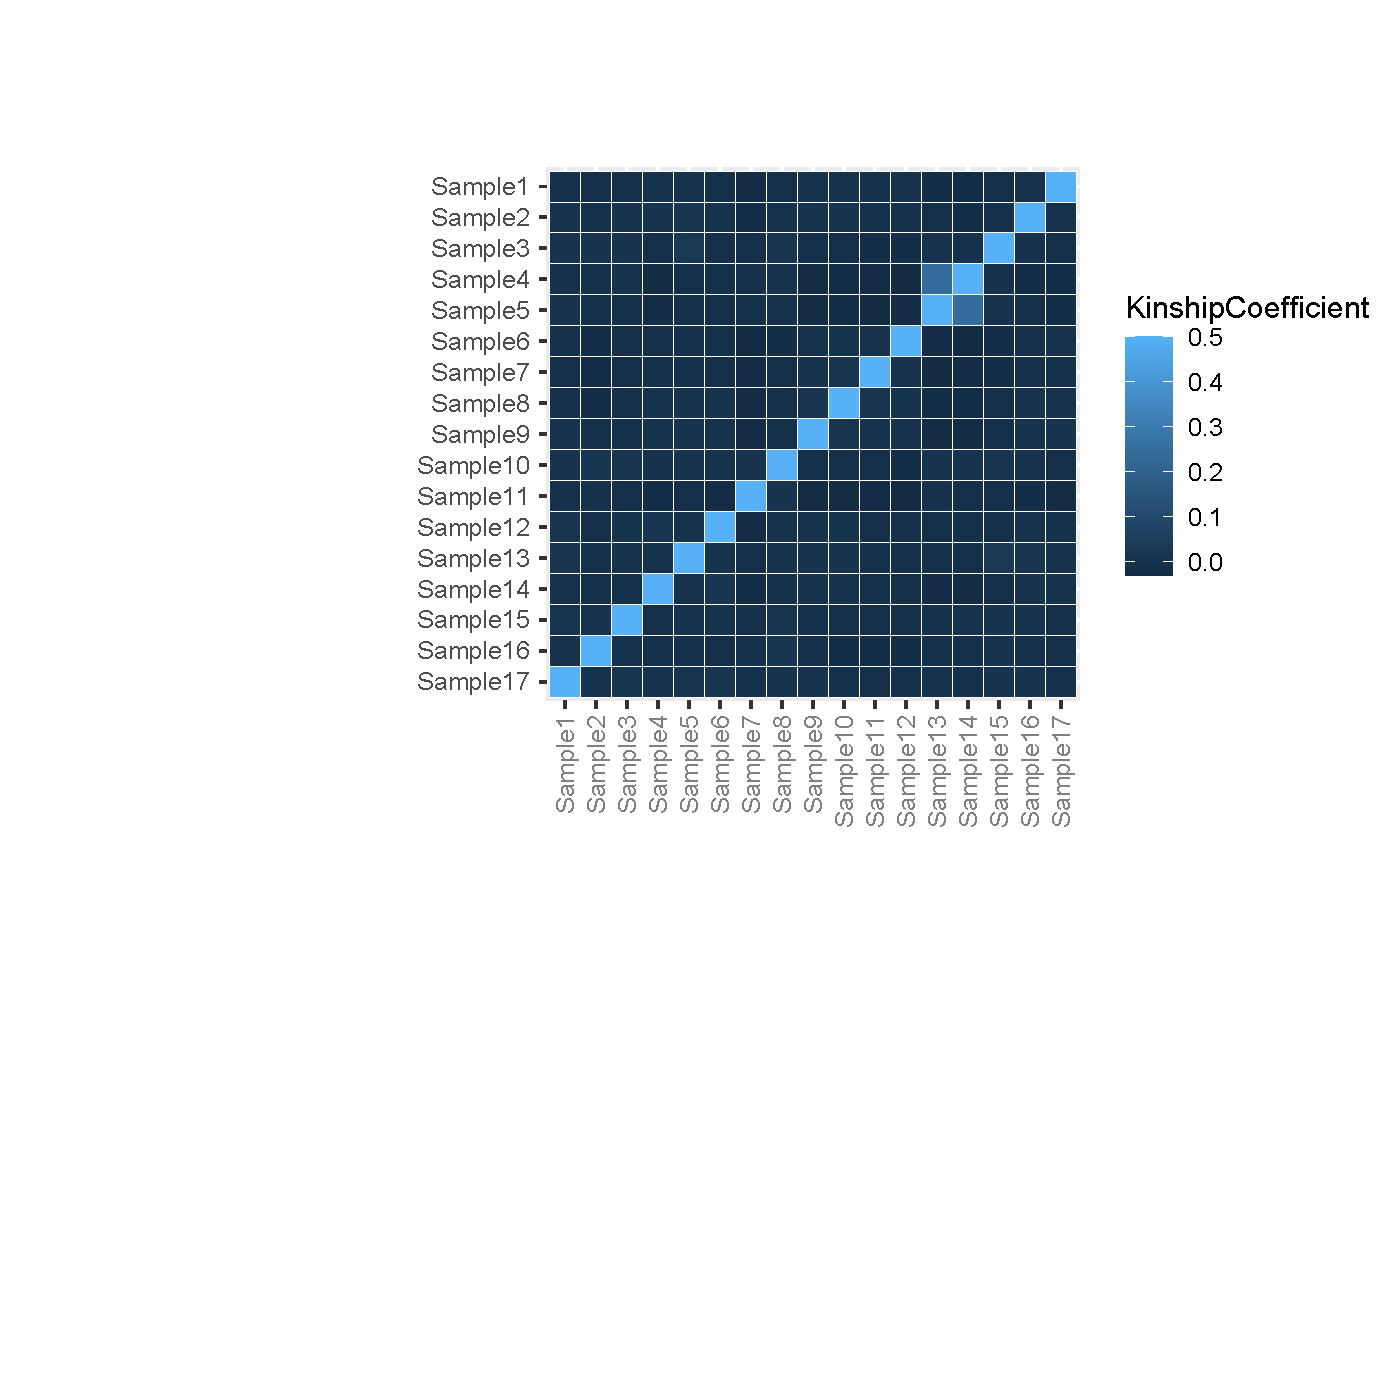 Sample1
Sample2
Sample3
Sample4
Sample5
Sample6
Sample7
Sample8
Sample9
Sample10
Sample11
Sample12
Sample13
Sample14
Sample15
Sample16
Sample17
Sample1
Sample2
Sample3
Sample4
Sample5
Sample6
Sample7
Sample8
Sample9
Sample10
Sample11
Sample12
Sample13
Sample14
Sample15
Sample16
Sample17
KinshipCoefficient
0.5
0.4
0.3
0.2
0.1
0.0